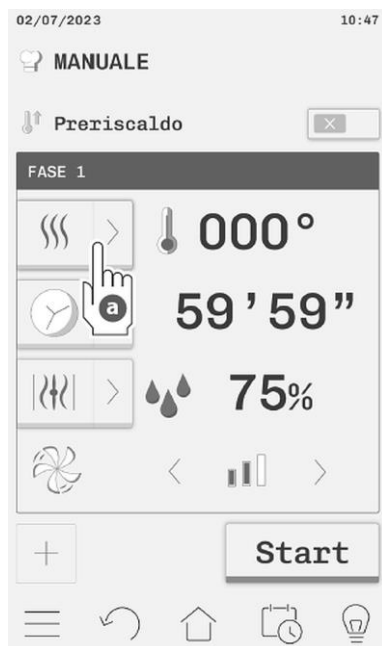 02/07/2023 10:47
MANUALE
Preriscaldo
FASE 1
000°
a
59’59”
75%
Start